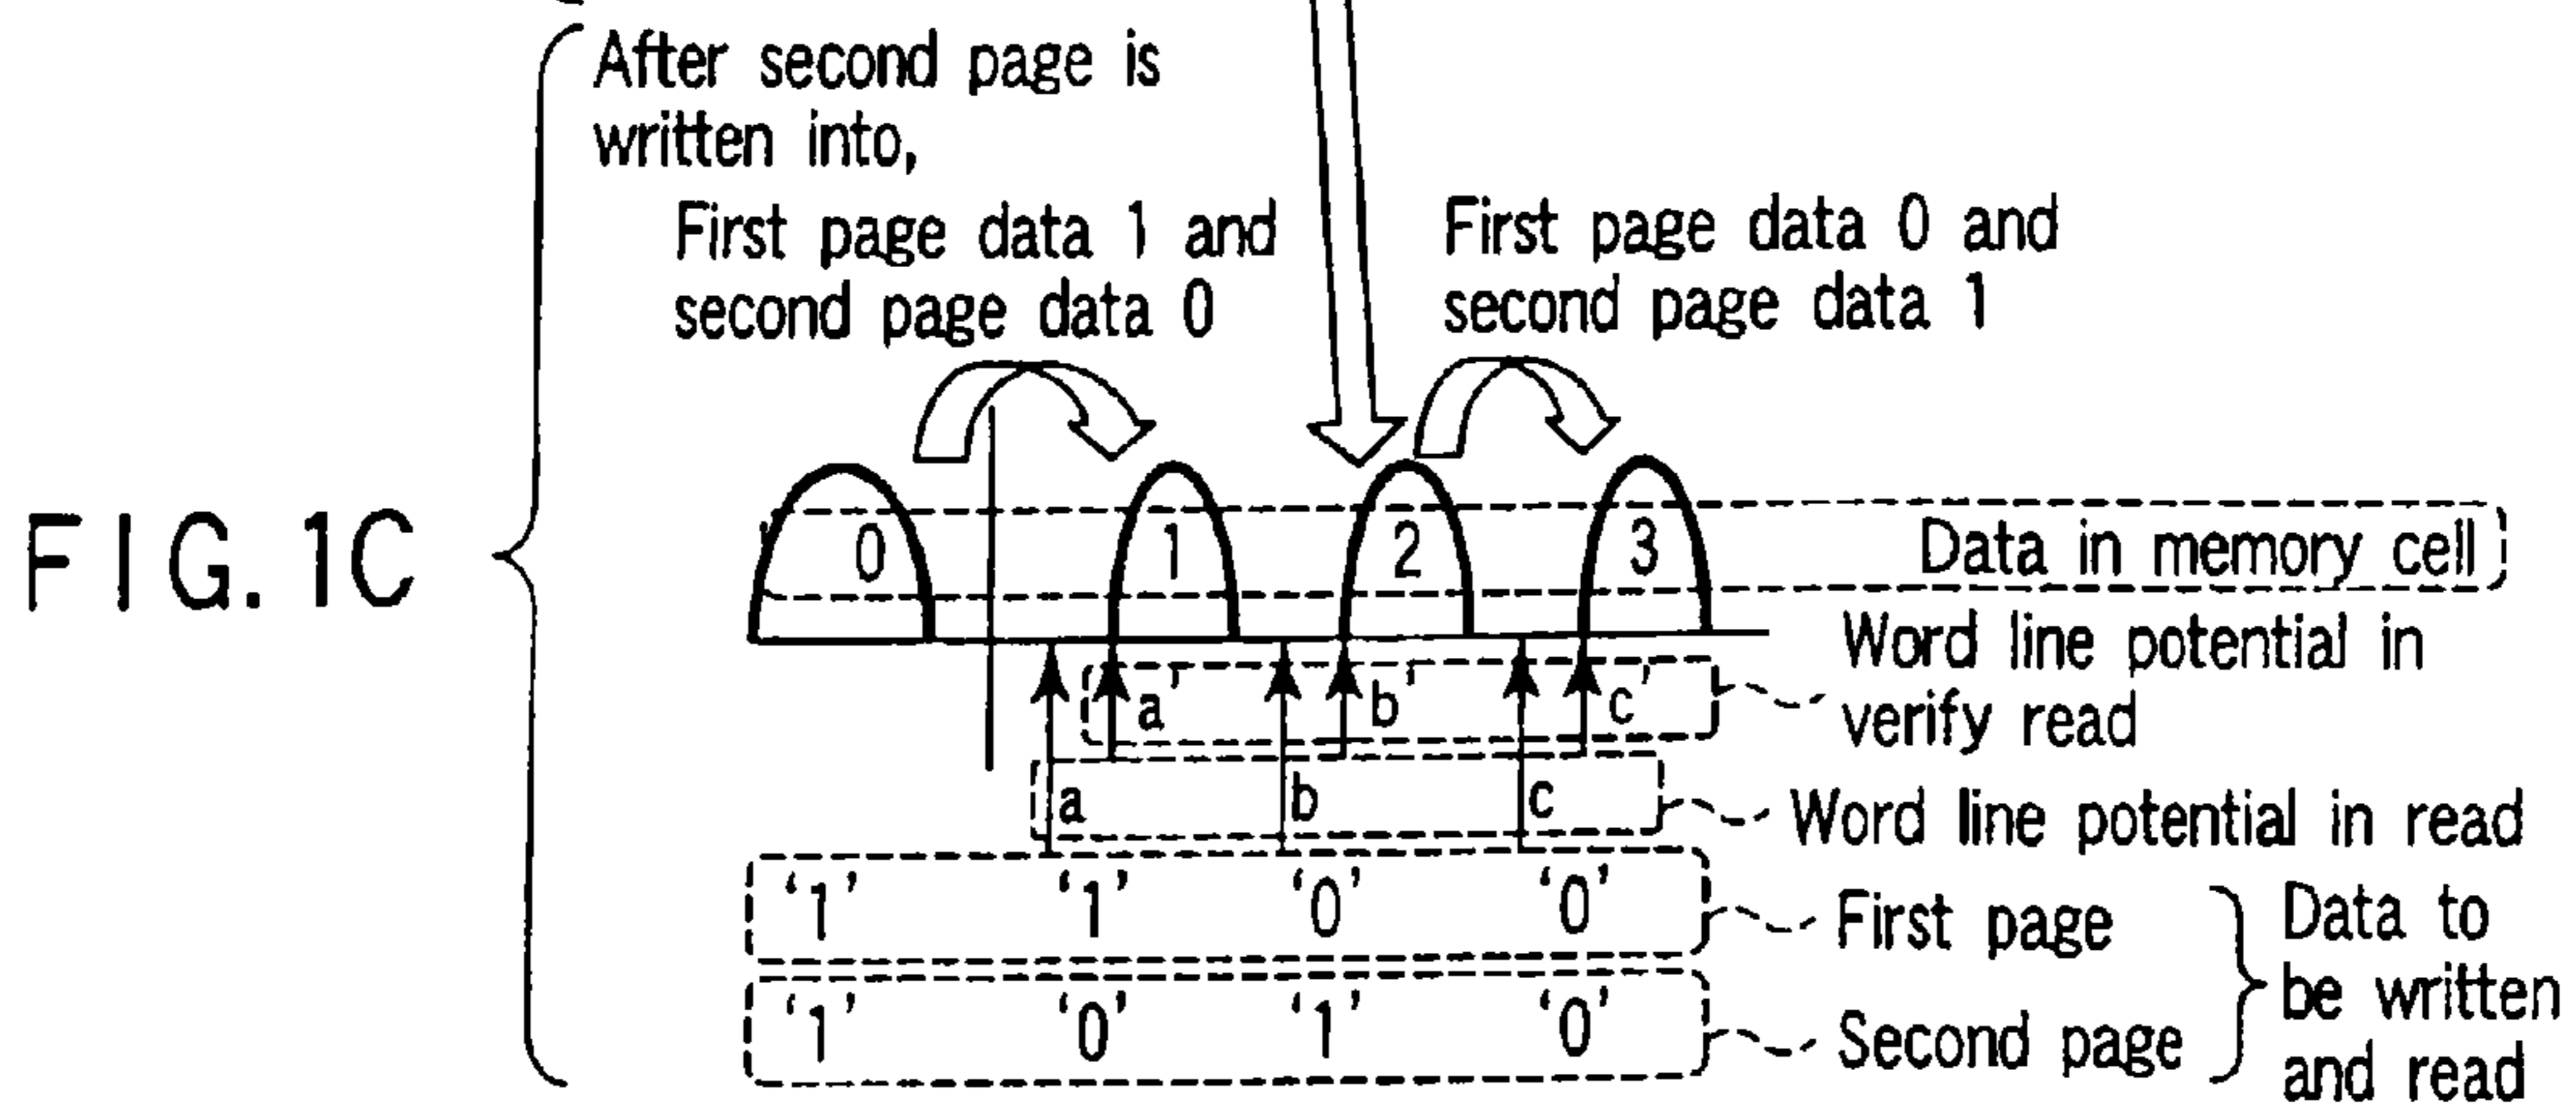 After second page is
written into,
First page data 1 and
second page data 0
First page data 0 and
second page data 1
FIG. 1C
0 1 2 3 Data in memory cell
a' b' c' Word line potential in
verify read
a b c Word line potential in read
'1' '1' '0' '0' First page
'1' '0' '1' '0' Second page
Data to
be written
and read